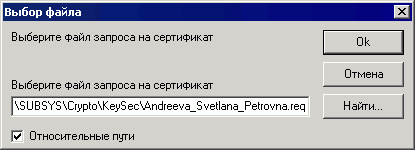 Выбор файла
Выберите файл запроса на сертификат
Ok
Отмена
Выберите файл запроса на сертификат
\SUBSYS\Crypto\KeySec\Andreeva_Svetlana_Petrovna.req
Найти...
Относительные пути